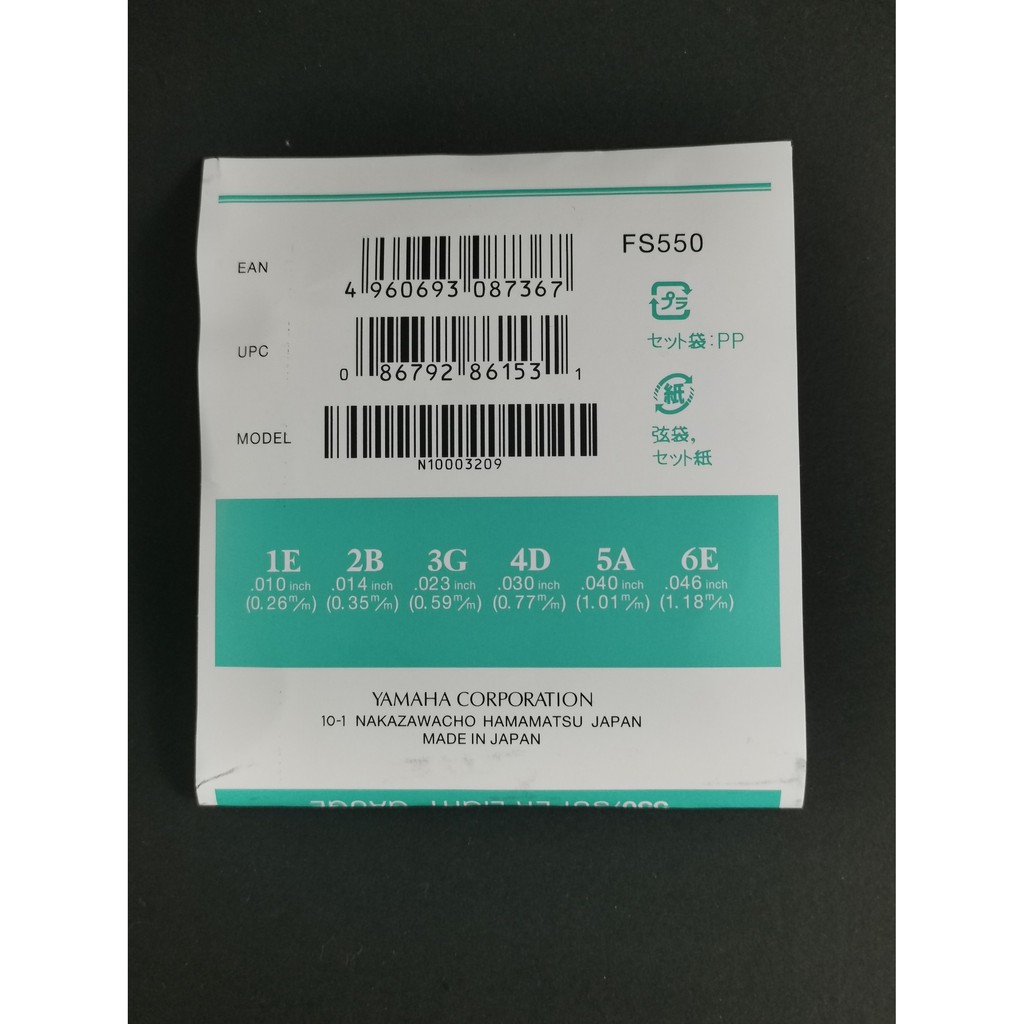 EAN
4 960693 087367
FS550
プラ
セット袋:PP
UPC
0 86792 86153 1
紙
弦袋,
セット紙
MODEL
N10003209
1E 2B 3G 4D 5A 6E
.010 inch .014 inch .023 inch .030 inch .040 inch .046 inch
(0.26m/m) (0.35m/m) (0.59m/m) (0.77m/m) (1.01m/m) (1.18m/m)
YAMAHA CORPORATION
10-1 NAKAZAWACHO HAMAMATSU JAPAN
MADE IN JAPAN